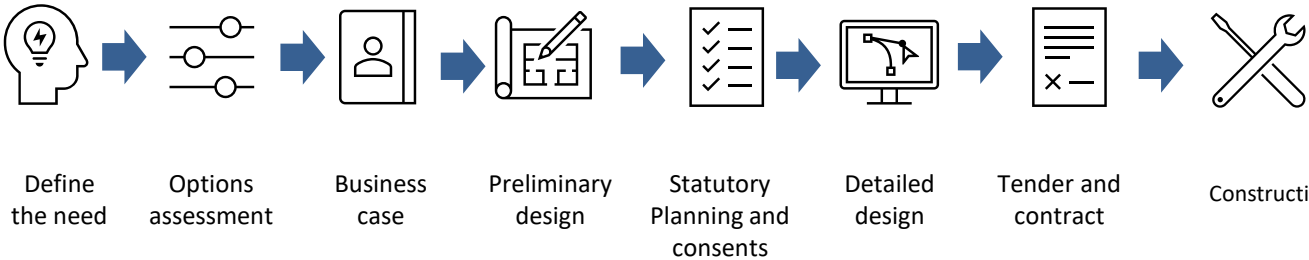 Define
the need
Options
assessment
Business
case
Preliminary
design
Statutory
Planning and
consents
Detailed
design
Tender and
contract
Constructi